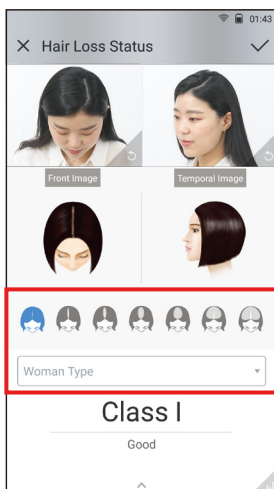 01:43
Hair Loss Status
Front Image
Temporal Image
Woman Type
Class I
Good